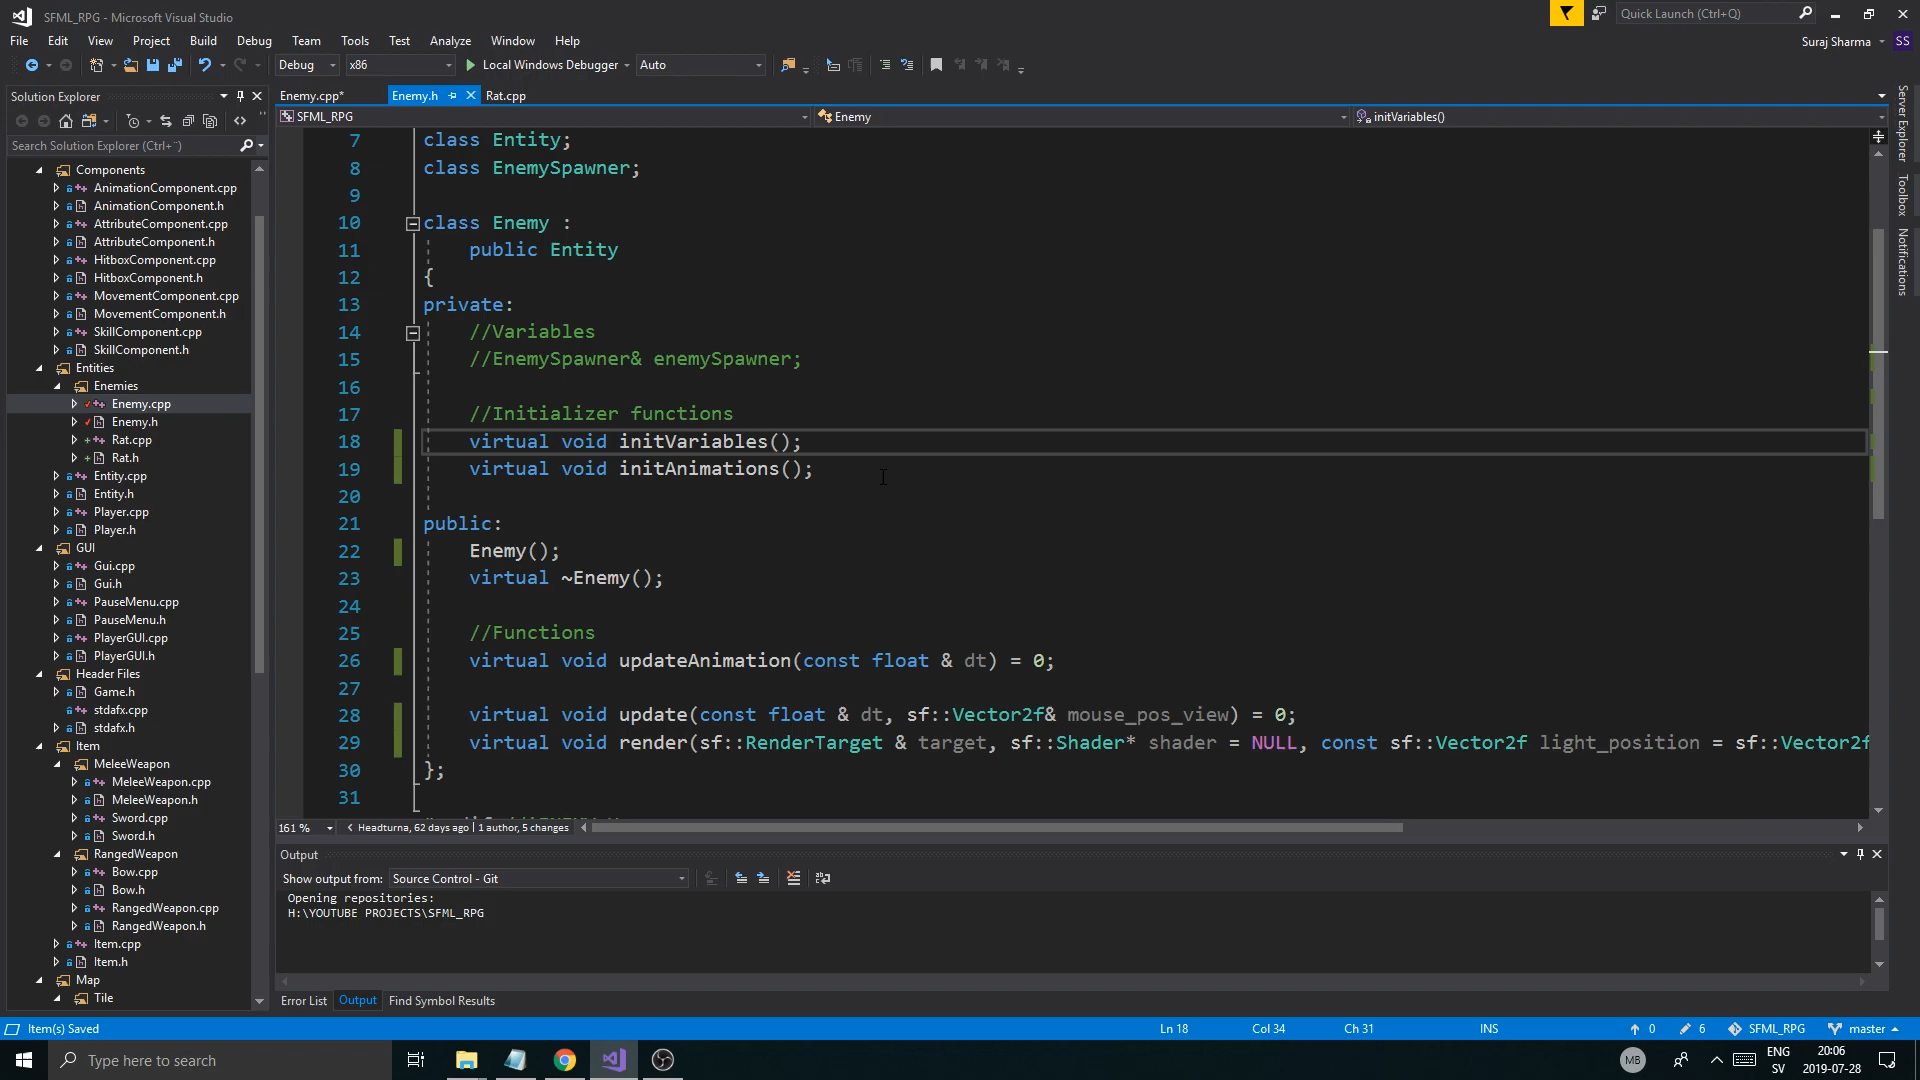 SFML_RPG - Microsoft Visual Studio
Quick Launch (Ctrl+Q)
File Edit View Project Build Debug Team Tools Test Analyze Window Help
Suraj Sharma SS
Debug x86 Local Windows Debugger Auto
Solution Explorer
Enemy.cpp* Enemy.h Rat.cpp
SFML_RPG Enemy initVariables()
Search Solution Explorer (Ctrl+¨)
Components
AnimationComponent.cpp
AnimationComponent.h
AttributeComponent.cpp
AttributeComponent.h
HitboxComponent.cpp
HitboxComponent.h
MovementComponent.cpp
MovementComponent.h
SkillComponent.cpp
SkillComponent.h
Entities
Enemies
Enemy.cpp
Enemy.h
Rat.cpp
Rat.h
Entity.cpp
Entity.h
Player.cpp
Player.h
GUI
Gui.cpp
Gui.h
PauseMenu.cpp
PauseMenu.h
PlayerGUI.cpp
PlayerGUI.h
Header Files
Game.h
stdafx.cpp
stdafx.h
Item
MeleeWeapon
MeleeWeapon.cpp
MeleeWeapon.h
Sword.cpp
Sword.h
RangedWeapon
Bow.cpp
Bow.h
RangedWeapon.cpp
RangedWeapon.h
Item.cpp
Item.h
Map
Tile
7 class Entity;
8 class EnemySpawner;
9
10 class Enemy :
11 public Entity
12 {
13 private:
14 //Variables
15 //EnemySpawner& enemySpawner;
16
17 //Initializer functions
18 virtual void initVariables();
19 virtual void initAnimations();
20
21 public:
22 Enemy();
23 virtual ~Enemy();
24
25 //Functions
26 virtual void updateAnimation(const float & dt) = 0;
27
28 virtual void update(const float & dt, sf::Vector2f& mouse_pos_view) = 0;
29 virtual void render(sf::RenderTarget & target, sf::Shader* shader = NULL, const sf::Vector2f light_position = sf::Vector2f
30 };
31
161 % Headturna, 62 days ago | 1 author, 5 changes
Output
Show output from: Source Control - Git
Opening repositories:
H:\YOUTUBE PROJECTS\SFML_RPG
Error List Output Find Symbol Results
Server Explorer
Toolbox
Notifications
Item(s) Saved Ln 18 Col 34 Ch 31 INS 0 6 SFML_RPG master
Type here to search
MB
ENG
SV
20:06
2019-07-28